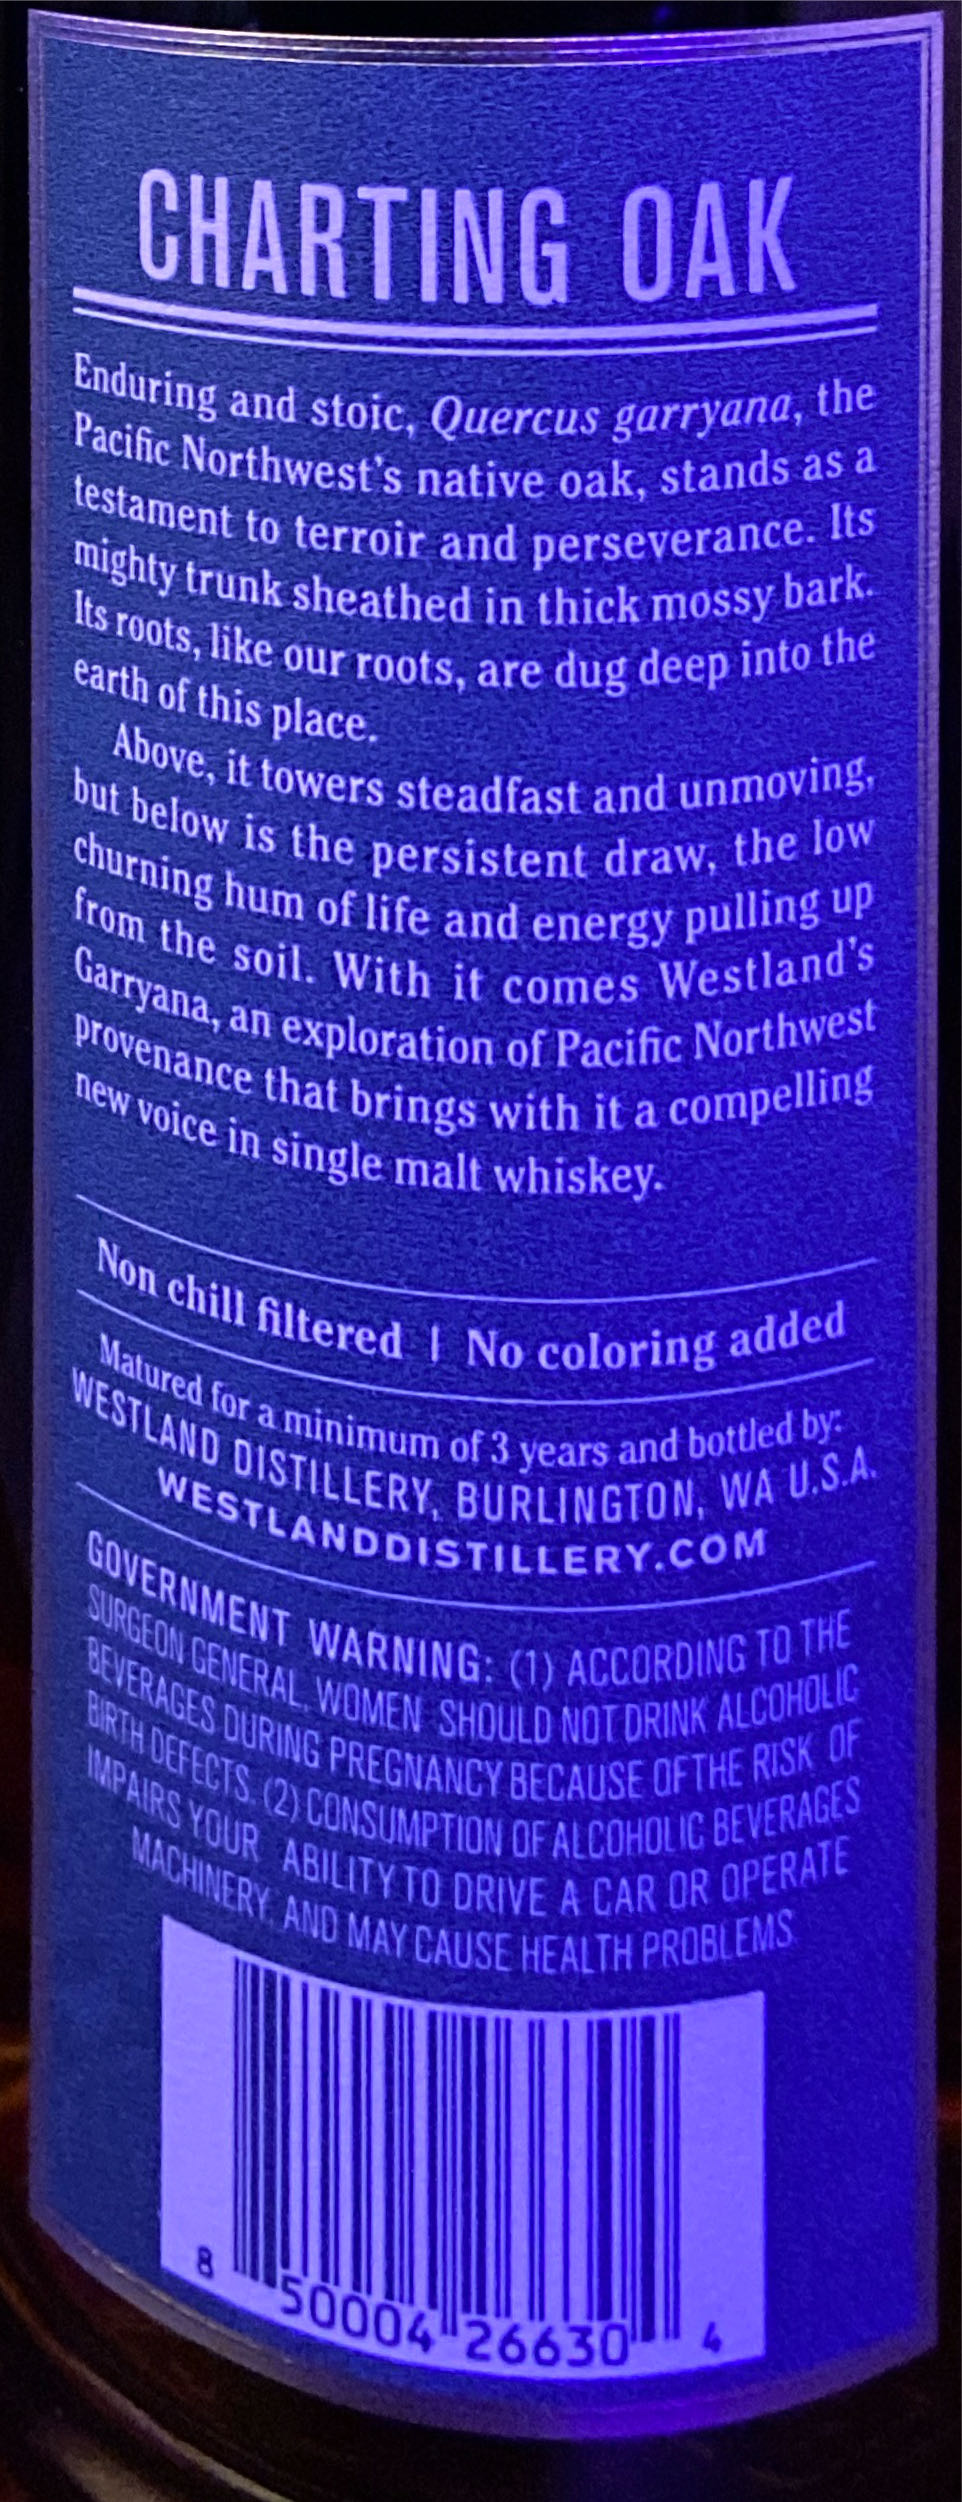 CHARTING OAK
Enduring and stoic, Quercus garryana, the
Pacific Northwest's native oak, stands as a
testament to terroir and perseverance. Its
mighty trunk sheathed in thick mossy bark.
Its roots, like our roots, are dug deep into the
earth of this place.
Above, it towers steadfast and unmoving,
but below is the persistent draw, the low
churning hum of life and energy pulling up
from the soil. With it comes Westland's
Garryana, an exploration of Pacific Northwest
provenance that brings with it a compelling
new voice in single malt whiskey.
Non chill filtered | No coloring added
Matured for a minimum of 3 years and bottled by:
WESTLAND DISTILLERY, BURLINGTON, WA U.S.A.
WESTLANDDISTILLERY.COM
GOVERNMENT WARNING: (1) ACCORDING TO THE
SURGEON GENERAL, WOMEN SHOULD NOT DRINK ALCOHOLIC
BEVERAGES DURING PREGNANCY BECAUSE OF THE RISK OF
BIRTH DEFECTS. (2) CONSUMPTION OF ALCOHOLIC BEVERAGES
IMPAIRS YOUR ABILITY TO DRIVE A CAR OR OPERATE
MACHINERY, AND MAY CAUSE HEALTH PROBLEMS.
8 50004 26630 4